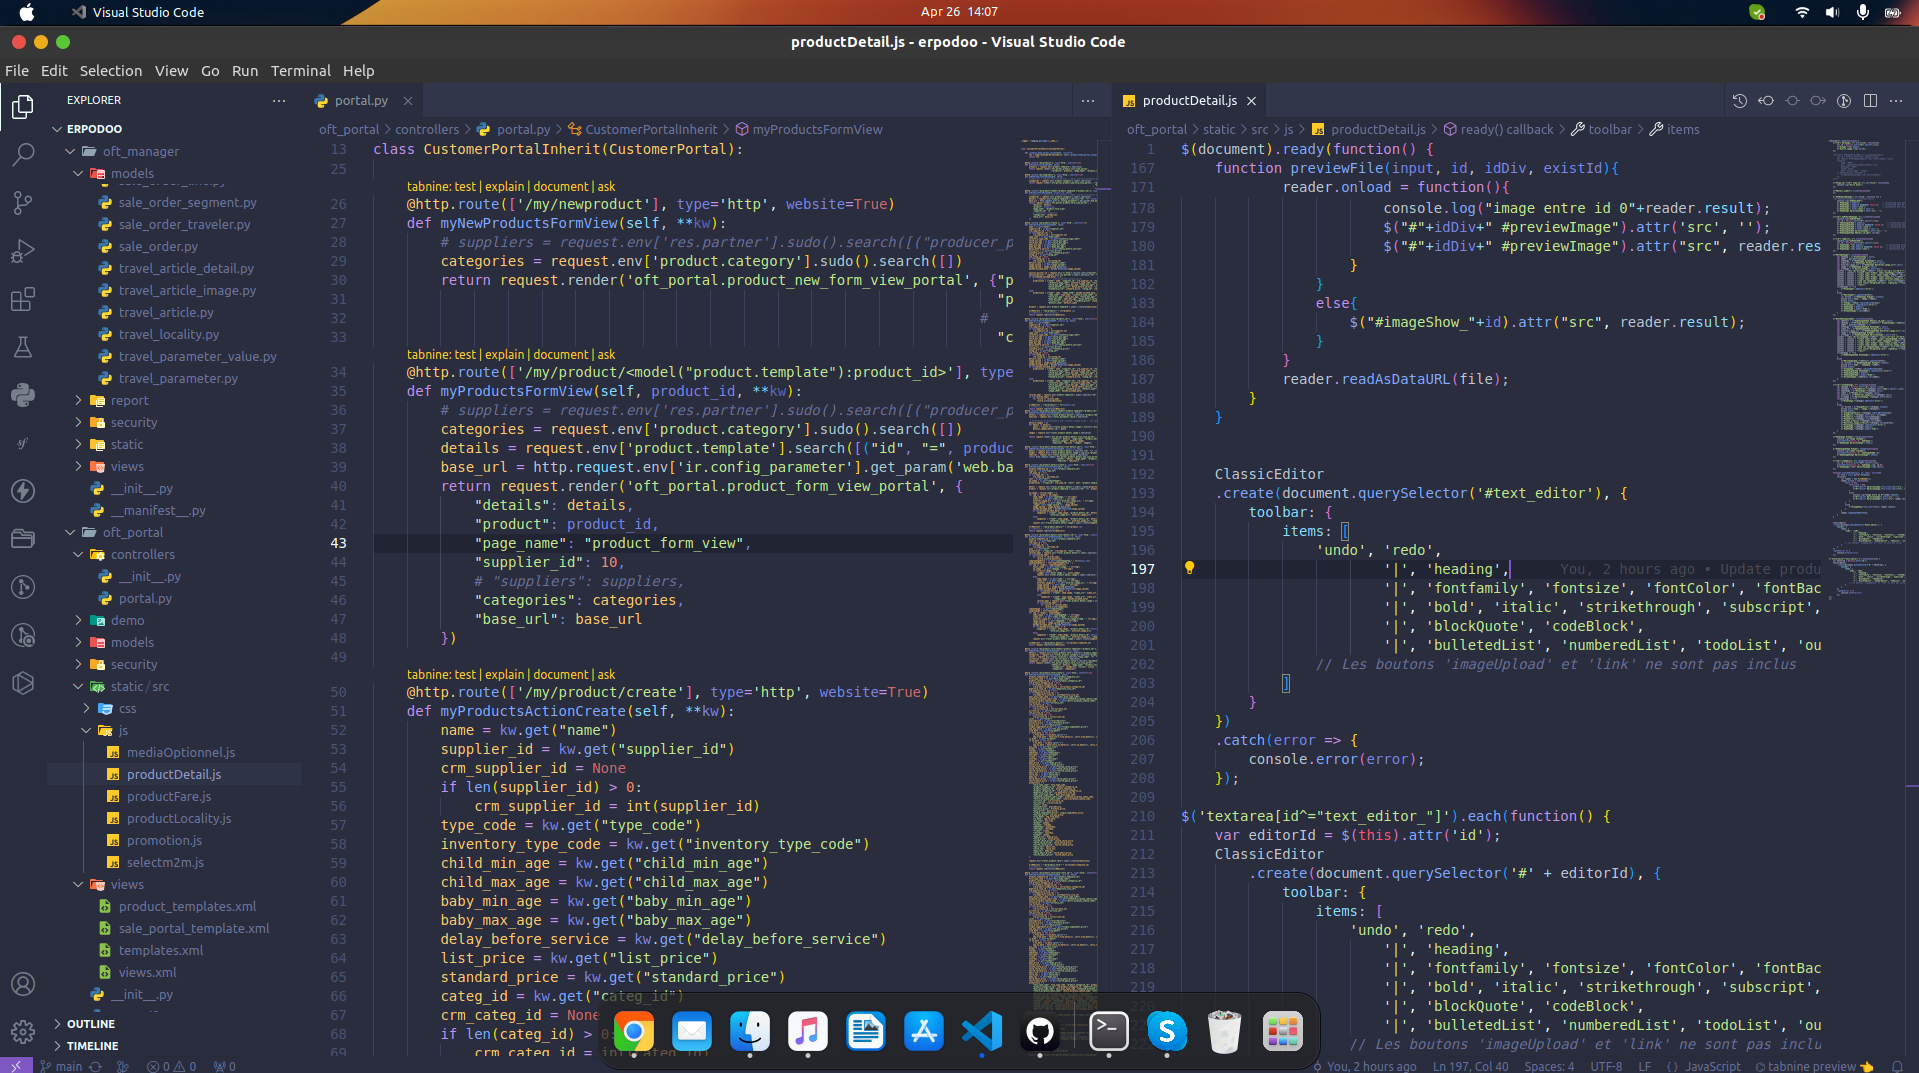 Visual Studio Code
Apr 26 14:07
productDetail.js - erpodoo - Visual Studio Code
File Edit Selection View Go Run Terminal Help
EXPLORER
ERPODOO
oft_manager
models
sale_order_segment.py
sale_order_traveler.py
sale_order.py
travel_article_detail.py
travel_article_image.py
travel_article.py
travel_locality.py
travel_parameter_value.py
travel_parameter.py
report
security
static
views
__init__.py
__manifest__.py
oft_portal
controllers
__init__.py
portal.py
demo
models
security
static/src
css
js
mediaOptionnel.js
productDetail.js
productFare.js
productLocality.js
promotion.js
selectm2m.js
views
product_templates.xml
sale_portal_template.xml
templates.xml
views.xml
__init__.py
OUTLINE
TIMELINE
portal.py
oft_portal > controllers > portal.py > CustomerPortalInherit > myProductsFormView
13 class CustomerPortalInherit(CustomerPortal):
25
tabnine: test | explain | document | ask
26 @http.route(['/my/newproduct'], type='http', website=True)
27 def myNewProductsFormView(self, **kw):
28 # suppliers = request.env['res.partner'].sudo().search([("producer_p
29 categories = request.env['product.category'].sudo().search([])
30 return request.render('oft_portal.product_new_form_view_portal', {"p
31 "p
32 #
33 "c
tabnine: test | explain | document | ask
34 @http.route(['/my/product/<model("product.template"):product_id>'], type
35 def myProductsFormView(self, product_id, **kw):
36 # suppliers = request.env['res.partner'].sudo().search([("producer_p
37 categories = request.env['product.category'].sudo().search([])
38 details = request.env['product.template'].search([("id", "=", produc
39 base_url = http.request.env['ir.config_parameter'].get_param('web.ba
40 return request.render('oft_portal.product_form_view_portal', {
41 "details": details,
42 "product": product_id,
43 "page_name": "product_form_view",
44 "supplier_id": 10,
45 # "suppliers": suppliers,
46 "categories": categories,
47 "base_url": base_url
48 })
49
tabnine: test | explain | document | ask
50 @http.route(['/my/product/create'], type='http', website=True)
51 def myProductsActionCreate(self, **kw):
52 name = kw.get("name")
53 supplier_id = kw.get("supplier_id")
54 crm_supplier_id = None
55 if len(supplier_id) > 0:
56 crm_supplier_id = int(supplier_id)
57 type_code = kw.get("type_code")
58 inventory_type_code = kw.get("inventory_type_code")
59 child_min_age = kw.get("child_min_age")
60 child_max_age = kw.get("child_max_age")
61 baby_min_age = kw.get("baby_min_age")
62 baby_max_age = kw.get("baby_max_age")
63 delay_before_service = kw.get("delay_before_service")
64 list_price = kw.get("list_price")
65 standard_price = kw.get("standard_price")
66 categ_id = kw.get("categ_id")
67 crm_categ_id = None
68 if len(categ_id) >
69 crm_categ_id = int(categ_id)
productDetail.js
oft_portal > static > src > js > productDetail.js > ready() callback > toolbar > items
1 $(document).ready(function() {
167 function previewFile(input, id, idDiv, existId){
171 reader.onload = function(){
178 console.log("image entre id 0"+reader.result);
179 $("#"+idDiv+" #previewImage").attr('src', '');
180 $("#"+idDiv+" #previewImage").attr("src", reader.res
181 }
182 }
183 else{
184 $("#imageShow_"+id).attr("src", reader.result);
185 }
186 }
187 reader.readAsDataURL(file);
188 }
189 }
190
191
192 ClassicEditor
193 .create(document.querySelector('#text_editor'), {
194 toolbar: {
195 items: [
196 'undo', 'redo',
197 '|', 'heading', You, 2 hours ago • Update produ
198 '|', 'fontfamily', 'fontsize', 'fontColor', 'fontBac
199 '|', 'bold', 'italic', 'strikethrough', 'subscript',
200 '|', 'blockQuote', 'codeBlock',
201 '|', 'bulletedList', 'numberedList', 'todoList', 'ou
202 // Les boutons 'imageUpload' et 'link' ne sont pas inclus
203 ]
204 }
205 })
206 .catch(error => {
207 console.error(error);
208 });
209
210 $('textarea[id^="text_editor_"]').each(function() {
211 var editorId = $(this).attr('id');
212 ClassicEditor
213 .create(document.querySelector('#' + editorId), {
214 toolbar: {
215 items: [
216 'undo', 'redo',
217 '|', 'heading',
218 '|', 'fontfamily', 'fontsize', 'fontColor', 'fontBac
219 '|', 'bold', 'italic', 'strikethrough', 'subscript',
'|', 'blockQuote', 'codeBlock',
'|', 'bulletedList', 'numberedList', 'todoList', 'ou
// Les boutons 'imageUpload' et 'link' ne sont pas inclu
main 0 0 0 You, 2 hours ago Ln 197, Col 40 Spaces: 4 UTF-8 LF {} JavaScript tabnine preview